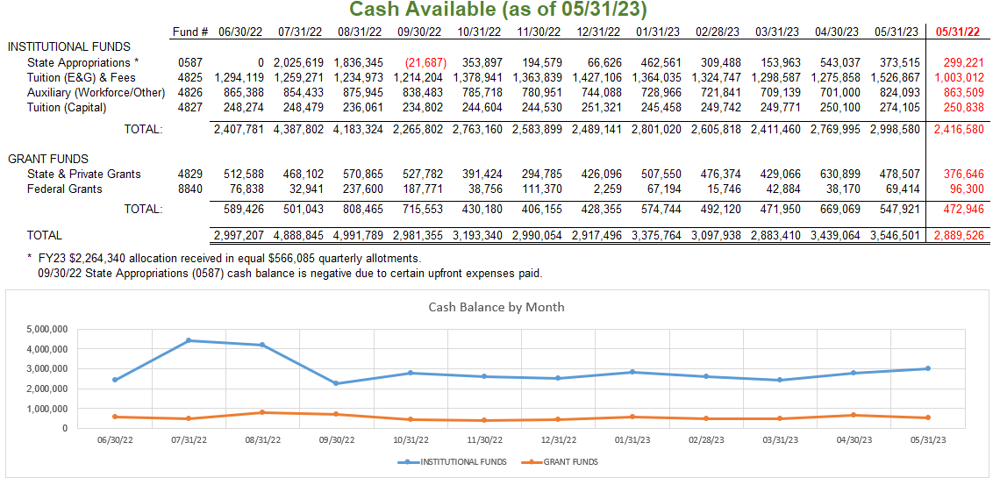 Cash Available (as of 05/31/23)
Fund # 06/30/22 07/31/22 08/31/22 09/30/22 10/31/22 11/30/22 12/31/22 01/31/23 02/28/23 03/31/23 04/30/23 05/31/23 05/31/22
INSTITUTIONAL FUNDS
State Appropriations * 0587 0 2,025,619 1,836,345 (21,687) 353,897 194,579 66,626 462,561 309,488 153,963 543,037 373,515 299,221
Tuition (E&G) & Fees 4825 1,294,119 1,259,271 1,234,973 1,214,204 1,378,941 1,363,839 1,427,106 1,364,035 1,324,747 1,298,587 1,275,858 1,526,867 1,003,012
Auxiliary (Workforce/Other) 4826 865,388 854,433 875,945 838,483 785,718 780,951 744,088 728,966 721,841 709,139 701,000 824,093 863,509
Tuition (Capital) 4827 248,274 248,479 236,061 234,802 244,604 244,530 251,321 245,458 249,742 249,771 250,100 274,105 250,838
TOTAL: 2,407,781 4,387,802 4,183,324 2,265,802 2,763,160 2,583,899 2,489,141 2,801,020 2,605,818 2,411,460 2,769,995 2,998,580 2,416,580
GRANT FUNDS
State & Private Grants 4829 512,588 468,102 570,865 527,782 391,424 294,785 426,096 507,550 476,374 429,066 630,899 478,507 376,646
Federal Grants 8840 76,838 32,941 237,600 187,771 38,756 111,370 2,259 67,194 15,746 42,884 38,170 69,414 96,300
TOTAL: 589,426 501,043 808,465 715,553 430,180 406,155 428,355 574,744 492,120 471,950 669,069 547,921 472,946
TOTAL 2,997,207 4,888,845 4,991,789 2,981,355 3,193,340 2,990,054 2,917,496 3,375,764 3,097,938 2,883,410 3,439,064 3,546,501 2,889,526
* FY23 $2,264,340 allocation received in equal $566,085 quarterly allotments.
09/30/22 State Appropriations (0587) cash balance is negative due to certain upfront expenses paid.
Cash Balance by Month
5,000,000
4,000,000
3,000,000
2,000,000
1,000,000
0
06/30/22 07/31/22 08/31/22 09/30/22 10/31/22 11/30/22 12/31/22 01/31/23 02/28/23 03/31/23 04/30/23 05/31/23
INSTITUTIONAL FUNDS GRANT FUNDS